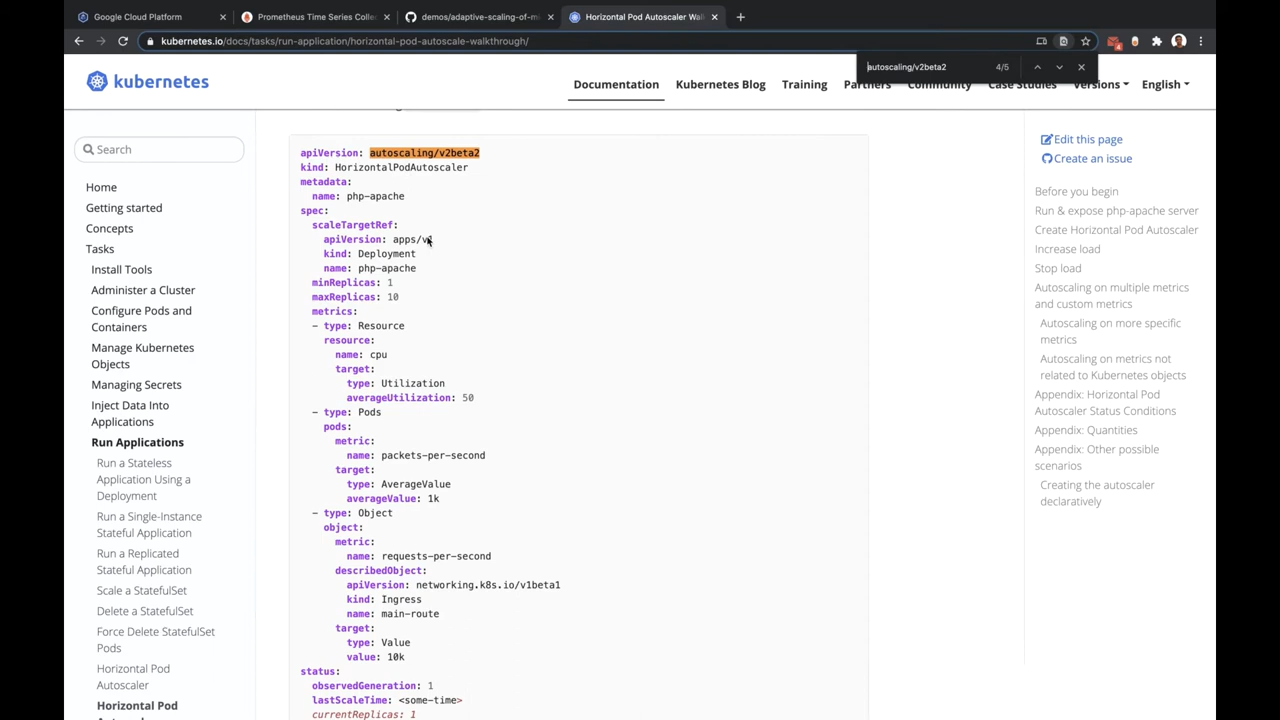 Google Cloud Platform
Prometheus Time Series Colle
demos/adaptive-scaling-of-m
Horizontal Pod Autoscaler Wal
kubernetes.io/docs/tasks/run-application/horizontal-pod-autoscale-walkthrough/
autoscaling/v2beta2 4/5
kubernetes
Documentation
Kubernetes Blog
Training
Partners
Community
Case Studies
Versions
English
Search
Home
Getting started
Concepts
Tasks
Install Tools
Administer a Cluster
Configure Pods and
Containers
Manage Kubernetes
Objects
Managing Secrets
Inject Data Into
Applications
Run Applications
Run a Stateless
Application Using a
Deployment
Run a Single-Instance
Stateful Application
Run a Replicated
Stateful Application
Scale a StatefulSet
Delete a StatefulSet
Force Delete StatefulSet
Pods
Horizontal Pod
Autoscaler
Horizontal Pod
apiVersion: autoscaling/v2beta2
kind: HorizontalPodAutoscaler
metadata:
name: php-apache
spec:
scaleTargetRef:
apiVersion: apps/v1
kind: Deployment
name: php-apache
minReplicas: 1
maxReplicas: 10
metrics:
- type: Resource
resource:
name: cpu
target:
type: Utilization
averageUtilization: 50
- type: Pods
pods:
metric:
name: packets-per-second
target:
type: AverageValue
averageValue: 1k
- type: Object
object:
metric:
name: requests-per-second
describedObject:
apiVersion: networking.k8s.io/v1beta1
kind: Ingress
name: main-route
target:
type: Value
value: 10k
status:
observedGeneration: 1
lastScaleTime: <some-time>
currentReplicas: 1
Edit this page
Create an issue
Before you begin
Run & expose php-apache server
Create Horizontal Pod Autoscaler
Increase load
Stop load
Autoscaling on multiple metrics
and custom metrics
Autoscaling on more specific
metrics
Autoscaling on metrics not
related to Kubernetes objects
Appendix: Horizontal Pod
Autoscaler Status Conditions
Appendix: Quantities
Appendix: Other possible
scenarios
Creating the autoscaler
declaratively